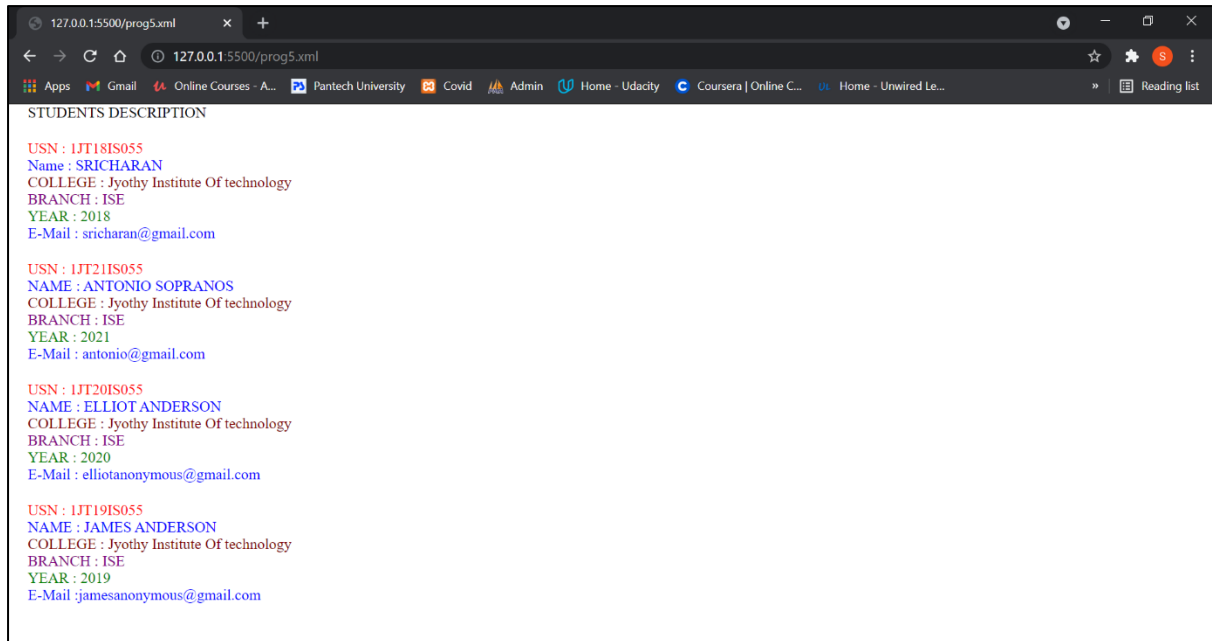 127.0.0.1:5500/prog5.xml
127.0.0.1:5500/prog5.xml
S
Apps Gmail Online Courses - A... PS Pantech University Covid Admin Home - Udacity C Coursera | Online C... UL Home - Unwired Le... » Reading list
STUDENTS DESCRIPTION
USN : 1JT18IS055
Name : SRICHARAN
COLLEGE : Jyothy Institute Of technology
BRANCH : ISE
YEAR : 2018
E-Mail : sricharan@gmail.com
USN : 1JT21IS055
NAME : ANTONIO SOPRANOS
COLLEGE : Jyothy Institute Of technology
BRANCH : ISE
YEAR : 2021
E-Mail : antonio@gmail.com
USN : 1JT20IS055
NAME : ELLIOT ANDERSON
COLLEGE : Jyothy Institute Of technology
BRANCH : ISE
YEAR : 2020
E-Mail : elliotanonymous@gmail.com
USN : 1JT19IS055
NAME : JAMES ANDERSON
COLLEGE : Jyothy Institute Of technology
BRANCH : ISE
YEAR : 2019
E-Mail :jamesanonymous@gmail.com